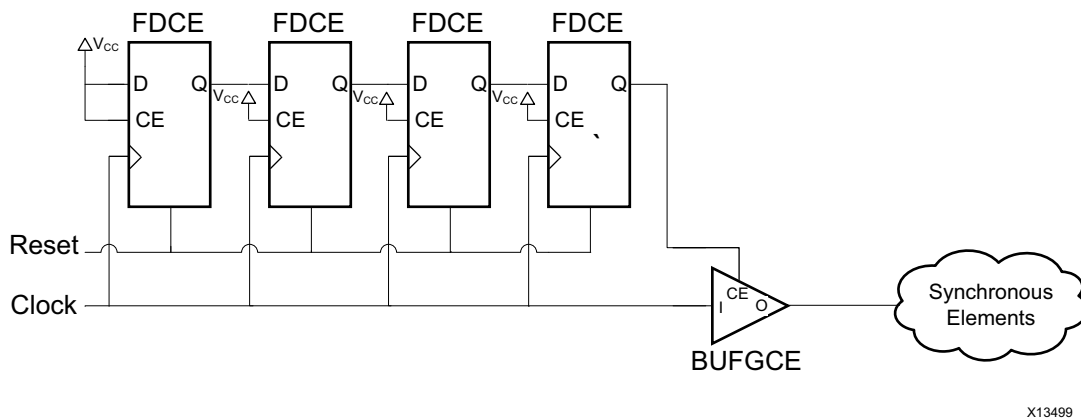 FDCE FDCE FDCE FDCE
VCC
D Q D Q D Q D Q
VCC VCC VCC
CE CE CE CE
`
Reset
Clock
CE
I O
BUFGCE
Synchronous
Elements
X13499